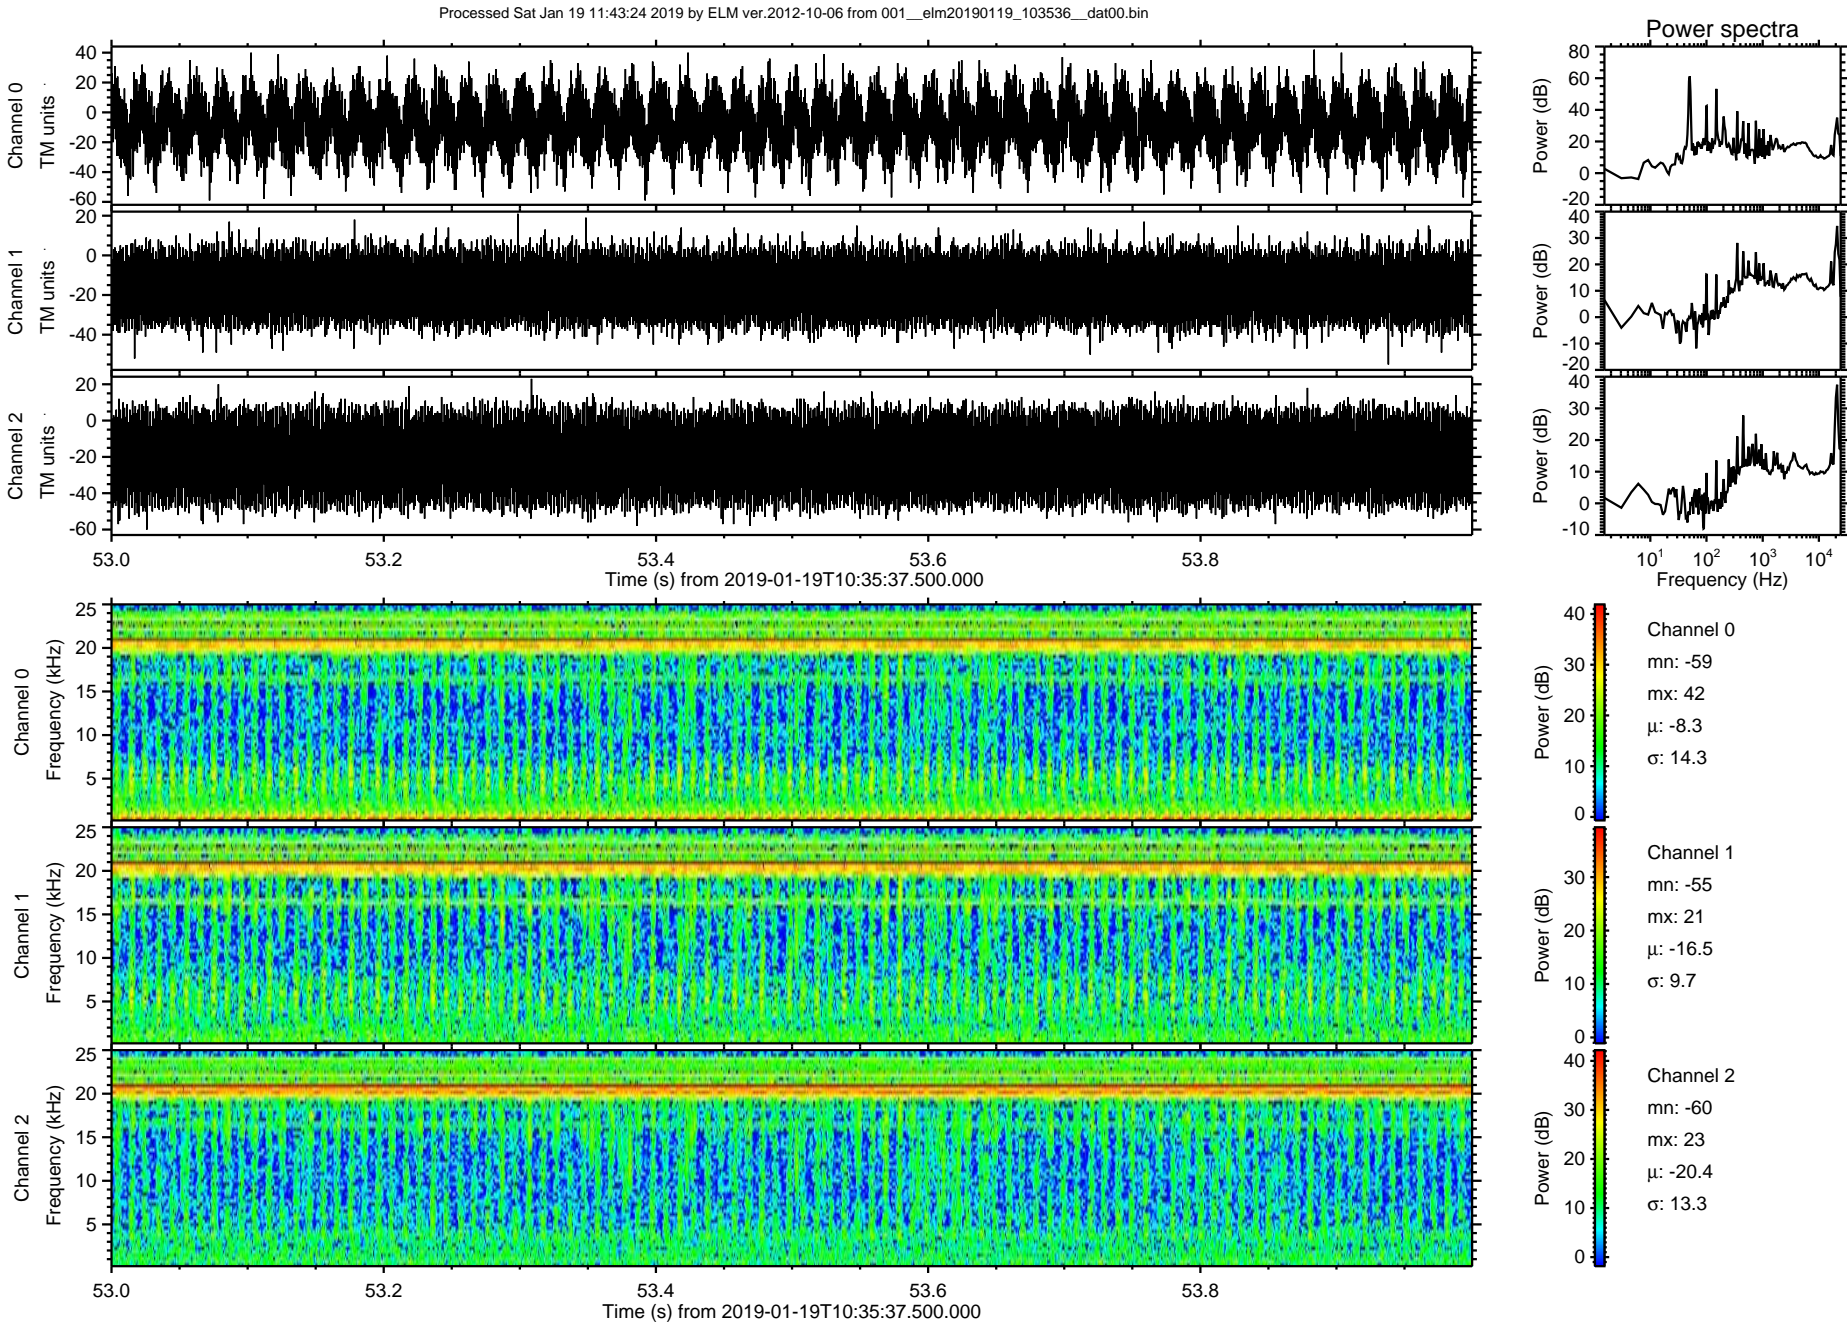 Processed Sat Jan 19 11:43:24 2019 by ELM ver.2012-10-06 from 001__elm20190119_103536__dat00.bin
Power spectra
Channel 0
TM units
40
20
0
-20
-40
-60
Power (dB)
80
60
40
20
0
-20
Channel 1
TM units
20
0
-20
-40
Power (dB)
40
30
20
10
0
-10
-20
Channel 2
TM units
20
0
-20
-40
-60
Power (dB)
40
30
20
10
0
-10
53.0 53.2 53.4 53.6 53.8
Time (s) from 2019-01-19T10:35:37.500.000
10^1 10^2 10^3 10^4
Frequency (Hz)
Channel 0
Frequency (kHz)
25
20
15
10
5
Power (dB)
40
30
20
10
0
Channel 0
mn: -59
mx: 42
μ: -8.3
σ: 14.3
Channel 1
Frequency (kHz)
25
20
15
10
5
Power (dB)
30
20
10
0
Channel 1
mn: -55
mx: 21
μ: -16.5
σ: 9.7
Channel 2
Frequency (kHz)
25
20
15
10
5
Power (dB)
40
30
20
10
0
Channel 2
mn: -60
mx: 23
μ: -20.4
σ: 13.3
53.0 53.2 53.4 53.6 53.8
Time (s) from 2019-01-19T10:35:37.500.000